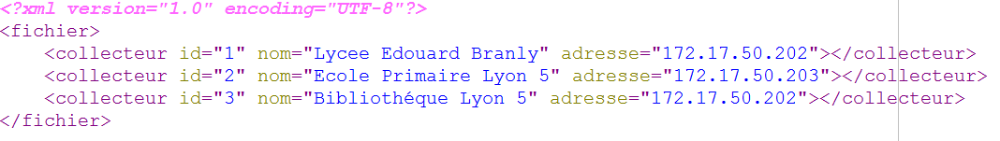 <?xml version="1.0" encoding="UTF-8"?>
<fichier>
    <collecteur id="1" nom="Lycee Edouard Branly" adresse="172.17.50.202"></collecteur>
    <collecteur id="2" nom="Ecole Primaire Lyon 5" adresse="172.17.50.203"></collecteur>
    <collecteur id="3" nom="Bibliothéque Lyon 5" adresse="172.17.50.202"></collecteur>
</fichier>